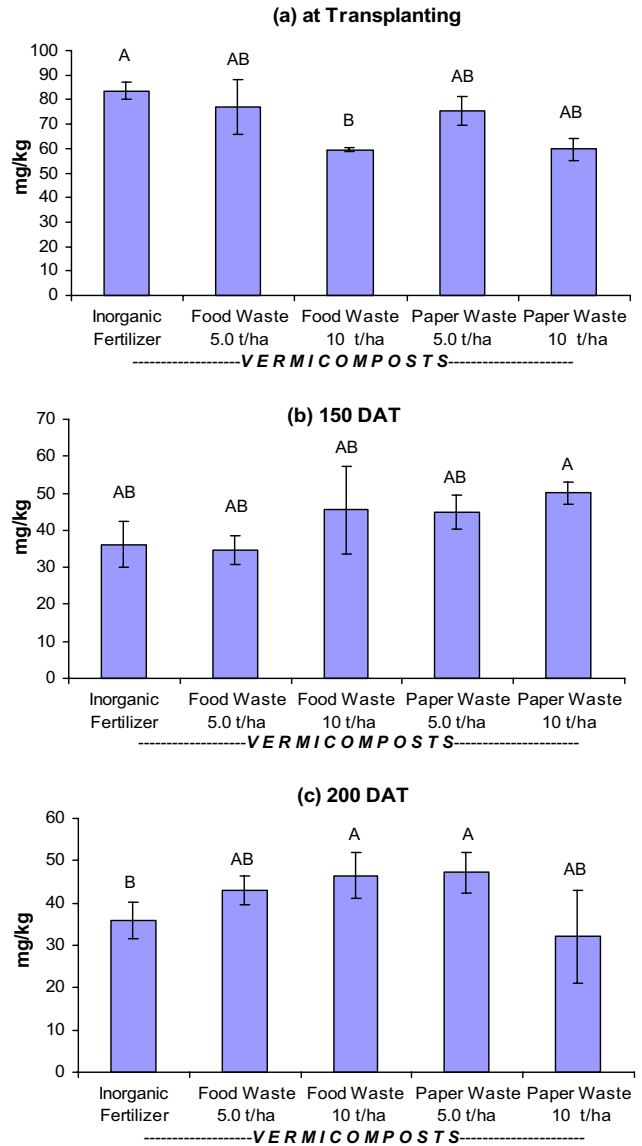 (a) at Transplanting
100
90
80
70
60
50
40
30
20
10
0
mg/kg
A AB B AB AB
Inorganic Food Waste Food Waste Paper Waste Paper Waste
Fertilizer 5.0 t/ha 10 t/ha 5.0 t/ha 10 t/ha
-------------------VERMICOMPOSTS----------------------
(b) 150 DAT
70
60
50
40
30
20
10
0
mg/kg
AB AB AB AB A
Inorganic Food Waste Food Waste Paper Waste Paper Waste
Fertilizer 5.0 t/ha 10 t/ha 5.0 t/ha 10 t/ha
-------------------VERMICOMPOSTS----------------------
(c) 200 DAT
60
50
40
30
20
10
0
mg/kg
B AB A A AB
Inorganic Food Waste Food Waste Paper Waste Paper Waste
Fertilizer 5.0 t/ha 10 t/ha 5.0 t/ha 10 t/ha
-------------------VERMICOMPOSTS----------------------